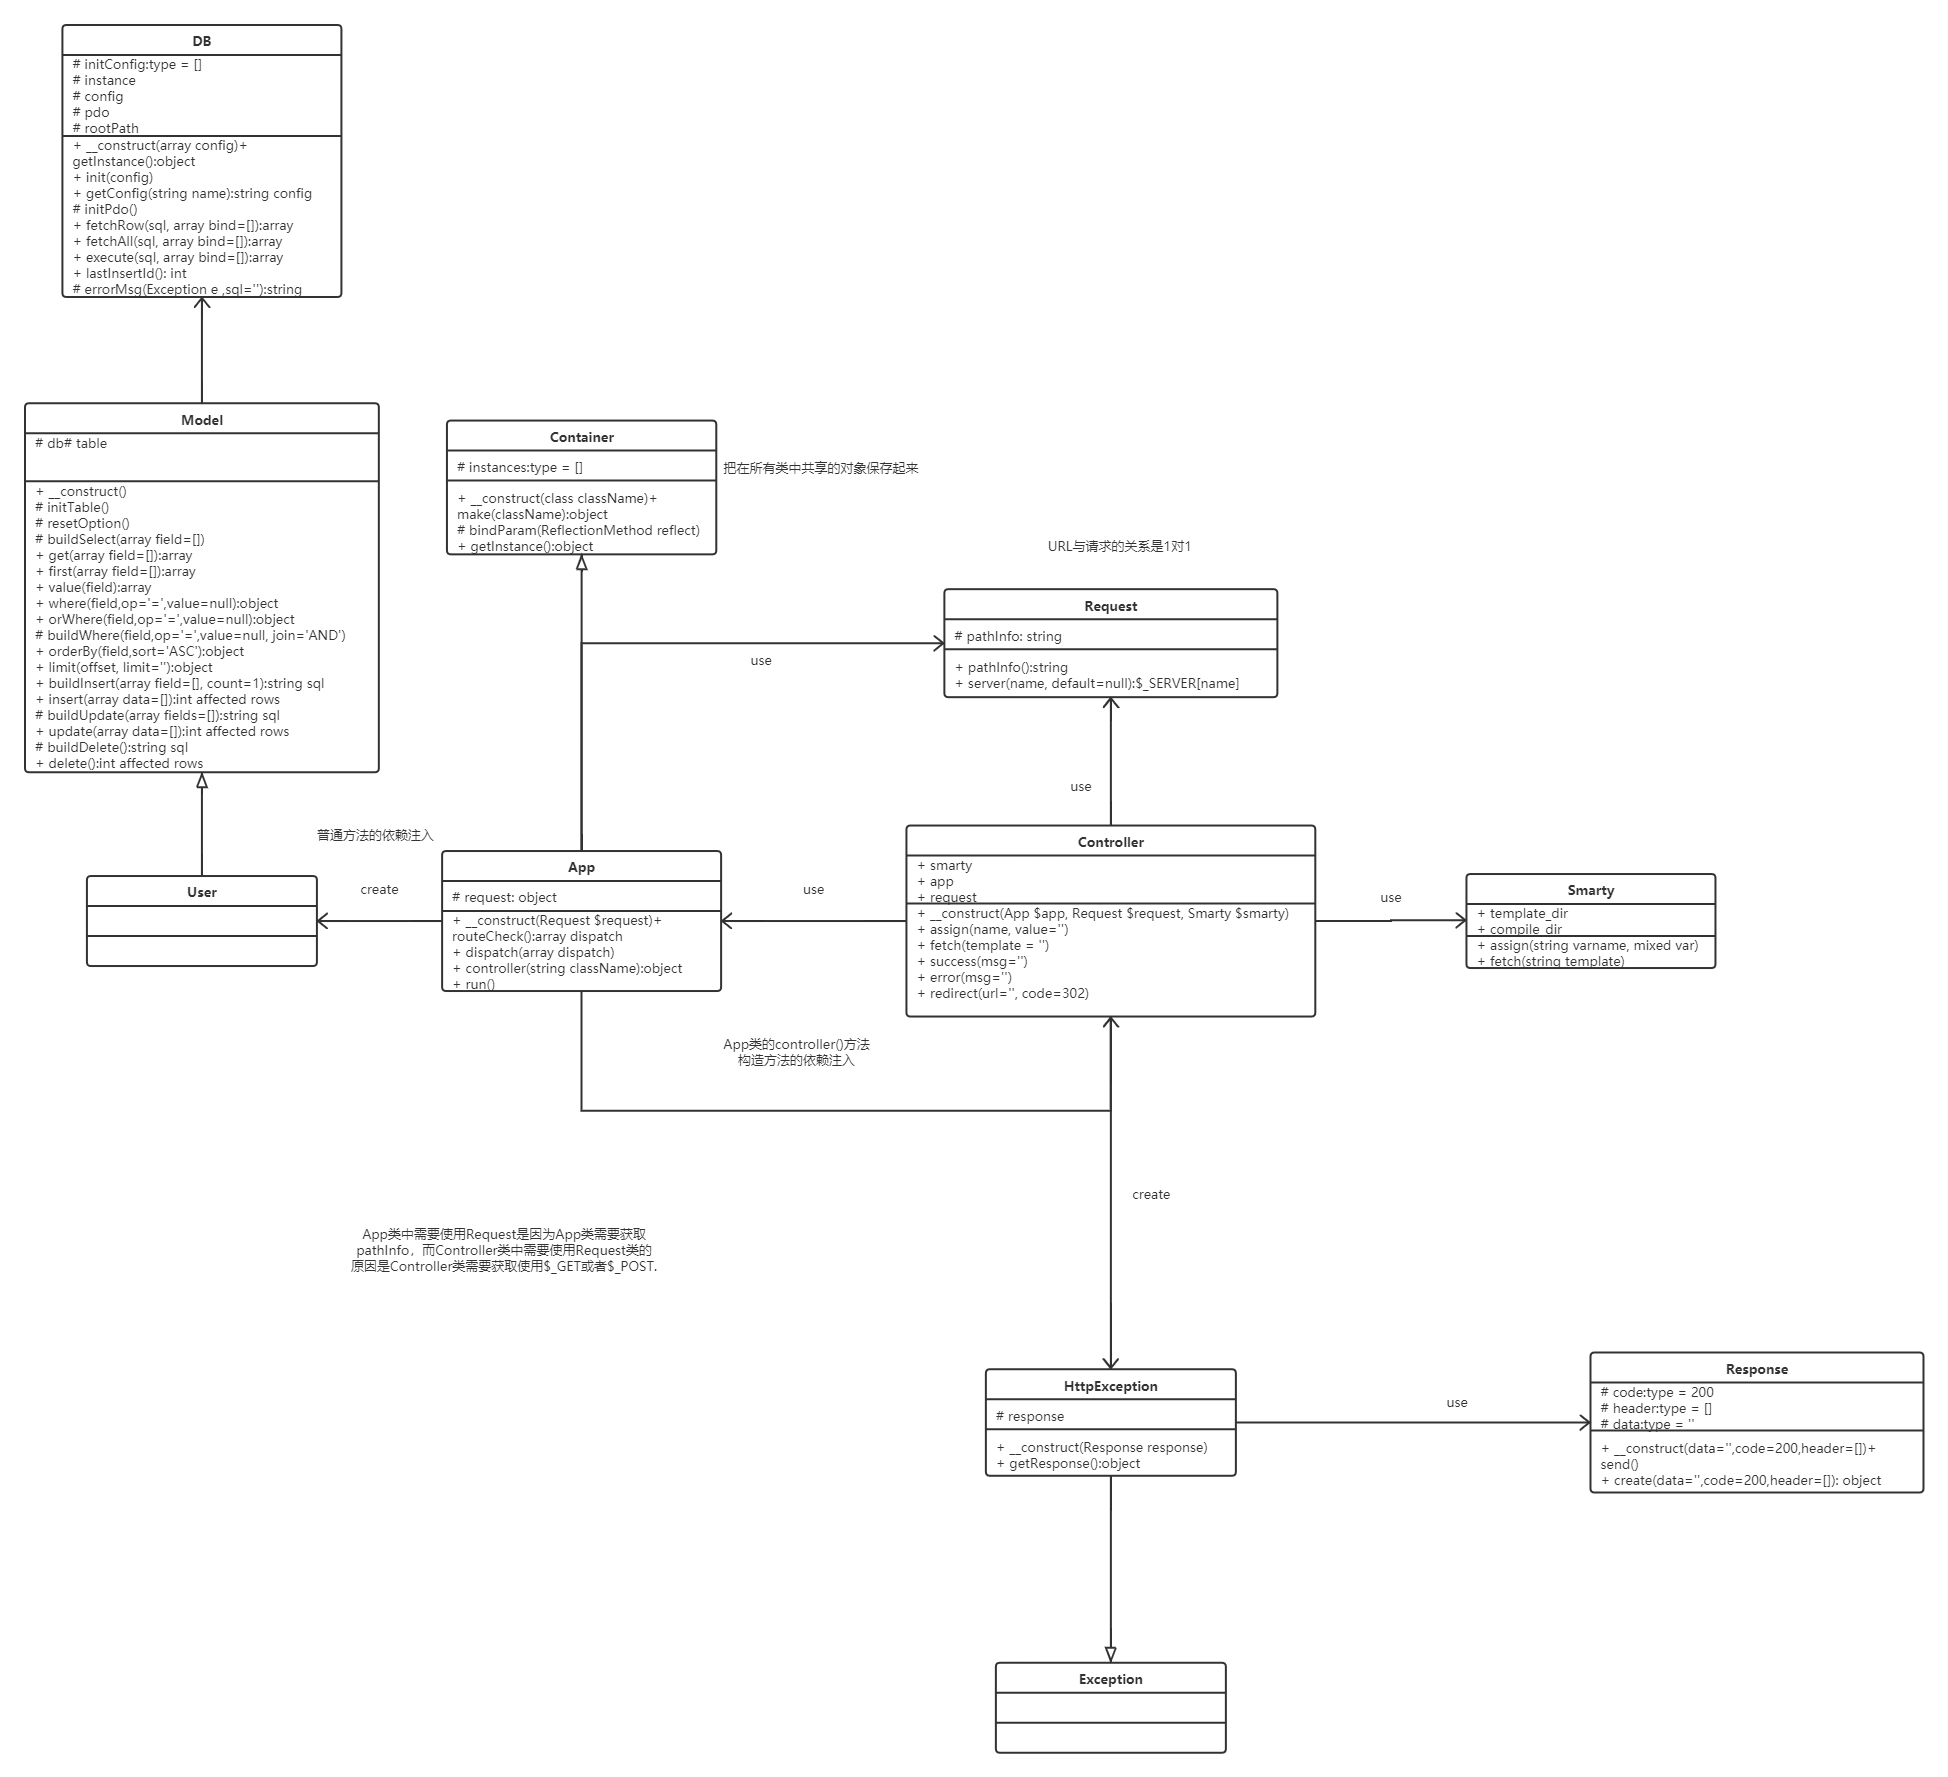 DB
# initConfig:type = []
# instance
# config
# pdo
# rootPath
+ __construct(array config)+
getInstance():object
+ init(config)
+ getConfig(string name):string config
# initPdo()
+ fetchRow(sql, array bind=[]):array
+ fetchAll(sql, array bind=[]):array
+ execute(sql, array bind=[]):array
+ lastInsertId(): int
# errorMsg(Exception e ,sql=''):string
Model
# db# table
+ __construct()
# initTable()
# resetOption()
# buildSelect(array field=[])
+ get(array field=[]):array
+ first(array field=[]):array
+ value(field):array
+ where(field,op='=',value=null):object
+ orWhere(field,op='=',value=null):object
# buildWhere(field,op='=',value=null, join='AND')
+ orderBy(field,sort='ASC'):object
+ limit(offset, limit=''):object
+ buildInsert(array field=[], count=1):string sql
+ insert(array data=[]):int affected rows
# buildUpdate(array fields=[]):string sql
+ update(array data=[]):int affected rows
# buildDelete():string sql
+ delete():int affected rows
Container
# instances:type = []
+ __construct(class className)+
make(className):object
# bindParam(ReflectionMethod reflect)
+ getInstance():object
把在所有类中共享的对象保存起来
URL与请求的关系是1对1
Request
# pathInfo: string
+ pathInfo():string
+ server(name, default=null):$_SERVER[name]
use
use
普通方法的依赖注入
User
create
App
# request: object
+ __construct(Request $request)+
routeCheck():array dispatch
+ dispatch(array dispatch)
+ controller(string className):object
+ run()
use
Controller
+ smarty
+ app
+ request
+ __construct(App $app, Request $request, Smarty $smarty)
+ assign(name, value='')
+ fetch(template = '')
+ success(msg='')
+ error(msg='')
+ redirect(url='', code=302)
use
Smarty
+ template_dir
+ compile_dir
+ assign(string varname, mixed var)
+ fetch(string template)
App类的controller()方法
构造方法的依赖注入
create
App类中需要使用Request是因为App类需要获取
pathInfo，而Controller类中需要使用Request类的
原因是Controller类需要获取使用$_GET或者$_POST.
HttpException
# response
+ __construct(Response response)
+ getResponse():object
use
Response
# code:type = 200
# header:type = []
# data:type = ''
+ __construct(data='',code=200,header=[])+
send()
+ create(data='',code=200,header=[]): object
Exception